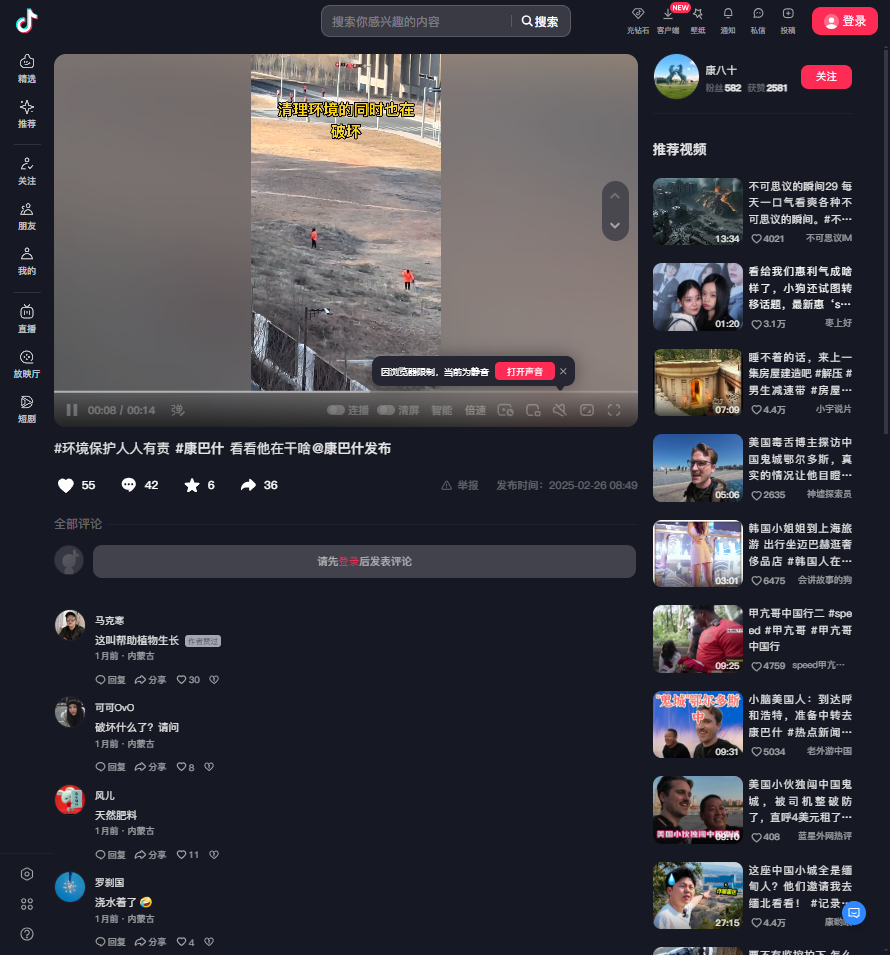 搜索你感兴趣的内容
搜索
充钻石
客户端
NEW
壁纸
通知
私信
投稿
登录
精选
推荐
关注
朋友
我的
直播
放映厅
短剧
清理环境的同时也在
破坏
因浏览器限制，当前为静音
打开声音
00:08 / 00:14
连播
清屏
智能
倍速
#环境保护人人有责 #康巴什 看看他在干啥@康巴什发布
55
42
6
36
举报
发布时间：2025-02-26 08:49
全部评论
请先登录后发表评论
马克寒
这叫帮助植物生长 作者赞过
1月前 · 内蒙古
回复 分享 30
可可OvO
破坏什么了？请问
1月前 · 内蒙古
回复 分享 8
风儿
天然肥料
1月前 · 内蒙古
回复 分享 11
罗刹国
浇水着了🤣
1月前 · 内蒙古
回复 分享 4
康八十
粉丝582 获赞2581
关注
推荐视频
13:34
不可思议的瞬间29 每
天一口气看爽各种不
可思议的瞬间。#不…
4021 不可思议IM
01:20
看给我们惠利气成啥
样了，小狗还试图转
移话题，最新惠‘s…
3.1万 枣上好
07:09
睡不着的话，来上一
集房屋建造吧 #解压 #
男生减速带 #房屋…
4.4万 小宇说片
05:06
美国毒舌博主探访中
国鬼城鄂尔多斯，真
实的情况让他目瞪…
2635 神墟探索员
03:01
韩国小姐姐到上海旅
游 出行坐迈巴赫逛奢
侈品店 #韩国人在…
6475 会讲故事的狗
09:25
甲亢哥中国行二 #spe
ed #甲亢哥 #甲亢哥
中国行
4759 speed甲亢…
"鬼城"鄂尔多斯
中
09:31
小脑美国人：到达呼
和浩特，准备中转去
康巴什 #热点新闻…
5034 老外游中国
09:10
美国小伙独闯中国鬼
城，被司机整破防
了，直呼4美元租了…
408 蓝星外网热评
27:15
这座中国小城全是缅
甸人？他们邀请我去
缅北看看！ #记录…
4.4万